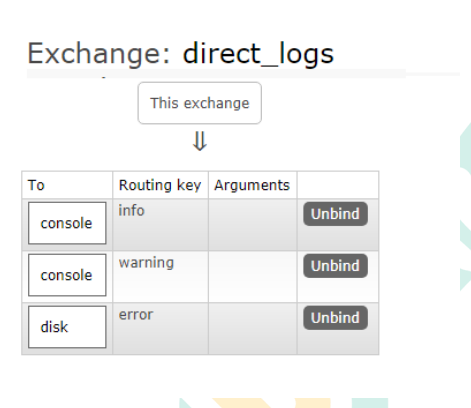 Exchange: direct_logs
This exchange
⇓
To Routing key Arguments
console info Unbind
console warning Unbind
disk error Unbind